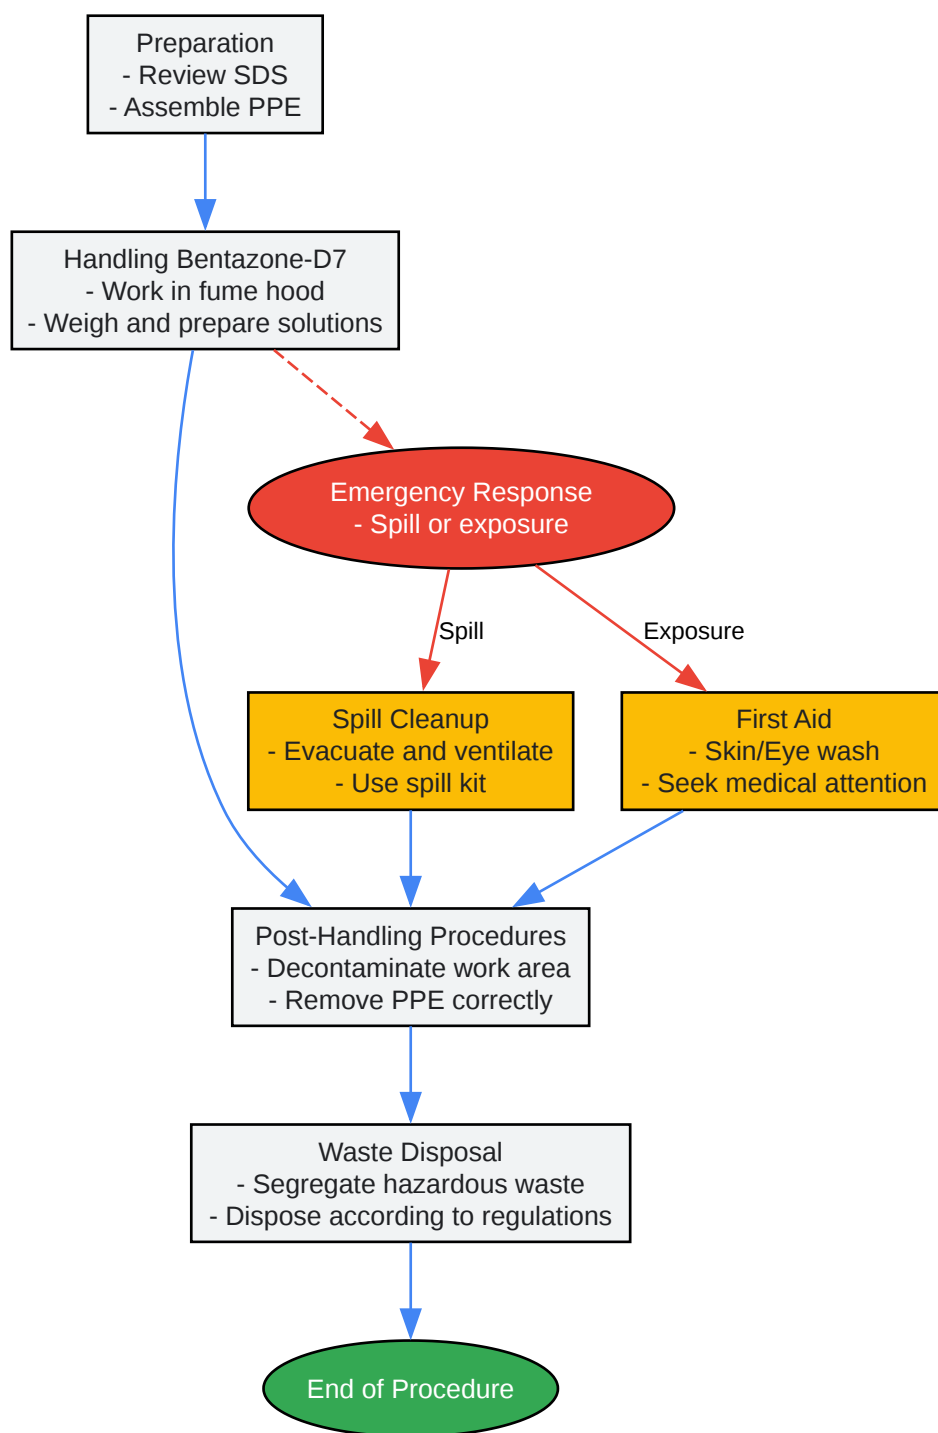 Preparation
- Review SDS
- Assemble PPE
Handling Bentazone-D7
- Work in fume hood
- Weigh and prepare solutions
Emergency Response
- Spill or exposure
Spill
Exposure
Spill Cleanup
- Evacuate and ventilate
- Use spill kit
First Aid
- Skin/Eye wash
- Seek medical attention
Post-Handling Procedures
- Decontaminate work area
- Remove PPE correctly
Waste Disposal
- Segregate hazardous waste
- Dispose according to regulations
End of Procedure